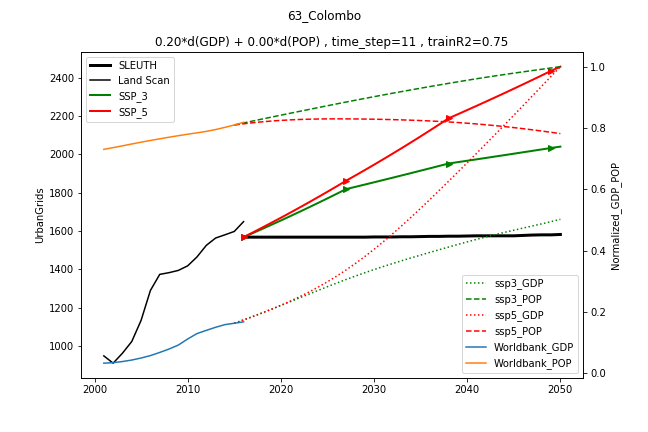 63_Colombo
0.20*d(GDP) + 0.00*d(POP) , time_step=11 , trainR2=0.75
SLEUTH
Land Scan
SSP_3
SSP_5
2400
2200
2000
1800
1600
1400
1200
1000
UrbanGrids
1.0
0.8
0.6
0.4
0.2
0.0
Normalized_GDP_POP
ssp3_GDP
ssp3_POP
ssp5_GDP
ssp5_POP
Worldbank_GDP
Worldbank_POP
2000
2010
2020
2030
2040
2050